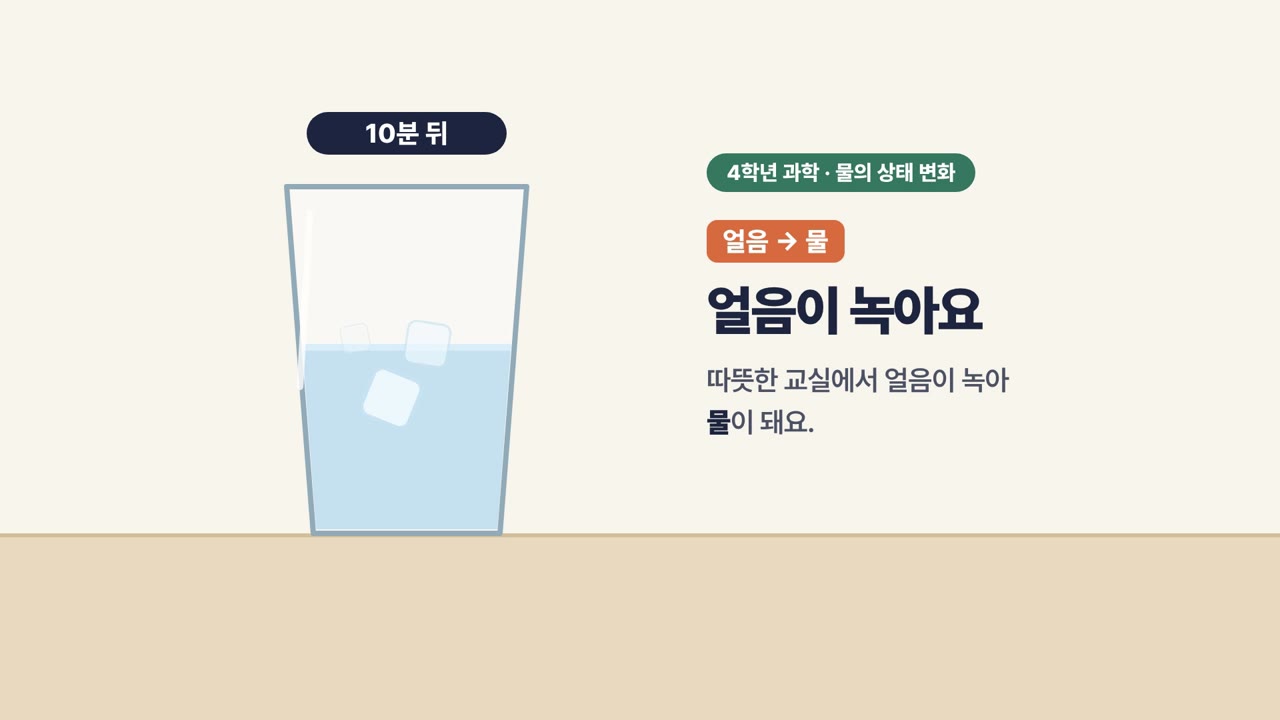 10분 뒤
4학년 과학 · 물의 상태 변화
얼음 → 물
얼음이 녹아요
따뜻한 교실에서 얼음이 녹아
물이 돼요.